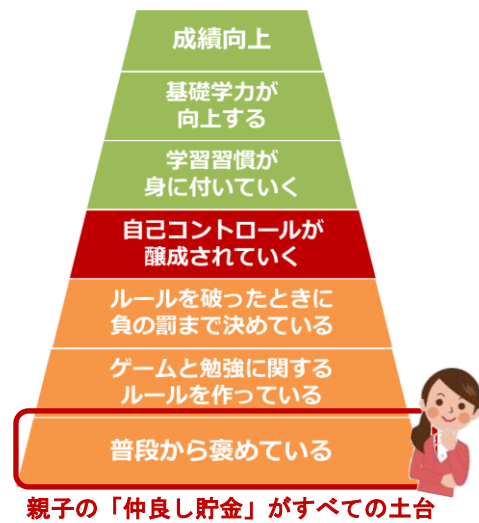 成績向上
基礎学力が
向上する
学習習慣が
身に付いていく
自己コントロールが
醸成されていく
ルールを破ったときに
負の罰まで決めている
ゲームと勉強に関する
ルールを作っている
普段から褒めている
親子の「仲良し貯金」がすべての土台